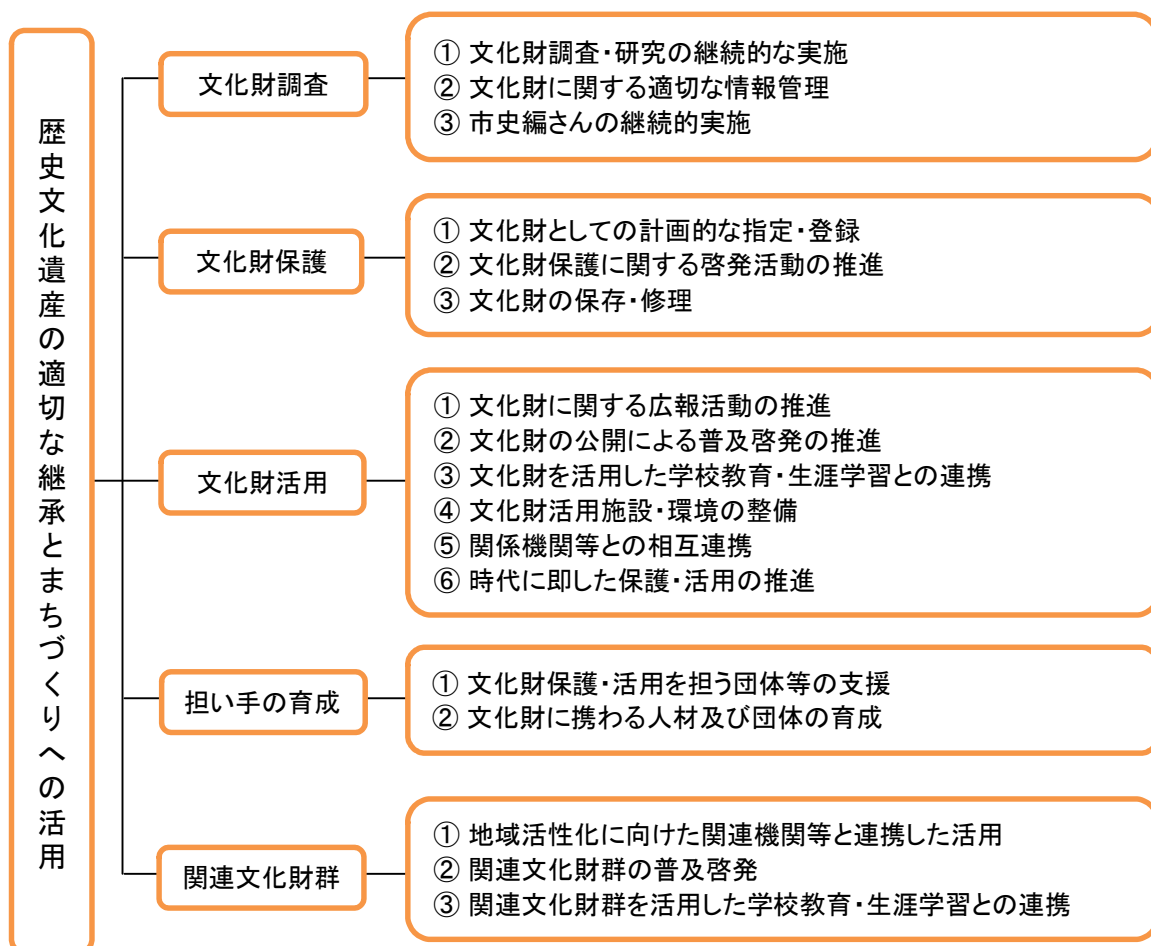 歴史文化遺産の適切な継承とまちづくりへの活用
文化財調査
① 文化財調査・研究の継続的な実施
② 文化財に関する適切な情報管理
③ 市史編さんの継続的実施
文化財保護
① 文化財としての計画的な指定・登録
② 文化財保護に関する啓発活動の推進
③ 文化財の保存・修理
文化財活用
① 文化財に関する広報活動の推進
② 文化財の公開による普及啓発の推進
③ 文化財を活用した学校教育・生涯学習との連携
④ 文化財活用施設・環境の整備
⑤ 関係機関等との相互連携
⑥ 時代に即した保護・活用の推進
担い手の育成
① 文化財保護・活用を担う団体等の支援
② 文化財に携わる人材及び団体の育成
関連文化財群
① 地域活性化に向けた関連機関等と連携した活用
② 関連文化財群の普及啓発
③ 関連文化財群を活用した学校教育・生涯学習との連携